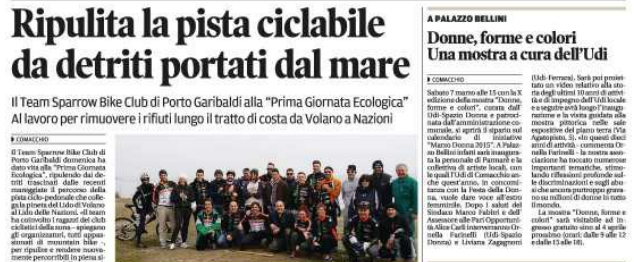 Ripulita la pista ciclabile
da detriti portati dal mare
Il Team Sparrow Bike Club di Porto Garibaldi alla "Prima Giornata Ecologica"
Al lavoro per rimuovere i rifiuti lungo il tratto di costa da Volano a Nazioni
COMACCHIO
Il Team Sparrow Bike Club di
Porto Garibaldi domenica ha
dato vita alla "Prima Giornata
Ecologica", ripulendo dai de-
triti trascinati dalle recenti
mareggiate il percorso della
pista ciclo-pedonale che colle-
ga la pineta del Lido di Volano
al Lido delle Nazioni. «Il team
ha coinvolto i ragazzi dei club
ciclistici della zona – spiegano
gli organizzatori, tutti appas-
sionati di mountain bike -,
per ripulire e rendere nuova-
mente percorribili in piena si-
A PALAZZO BELLINI
Donne, forme e colori
Una mostra a cura dell'Udi
COMACCHIO
Sabato 7 marzo alle 15 con la X
edizione della mostra "Donne,
forme e colori", curata dall'
Udi-Spazio Donna e patroci-
nata dall'amministrazione co-
munale, si aprirà il sipario sul
calendario di iniziative
"Marzo Donna 2015". A Palaz-
zo Bellini infatti sarà inaugura-
ta la personale di Farmaré e la
collettiva di artiste locali, con
le quali l'Udi di Comacchio an-
che quest'anno, in concomi-
tanza con la Festa della Don-
na, vuole dare voce all'estro
femminile. Dopo i saluti del
Sindaco Marco Fabbri e dell'
Assessore alle Pari Opportuni-
tà Alice Carli interverranno Or-
nella Farinelli (Udi-Spazio
Donna) e Liviana Zagagnoni
(Udi-Ferrara). Sarà poi proiet-
tato un video relativo alla sto-
ria degli ultimi 10 anni di attivi-
tà e di impegno dell'Udi locale
e a seguire avrà luogo l'inaugu-
razione e la visita guidata alla
mostra pittorica nelle sale
espositive del piano terra (Via
Agatopisto, 5). «In questi dieci
anni di attività - commenta Or-
nella Farinelli - la nostra asso-
ciazione ha toccato numerose
importanti tematiche, stimo-
lando riflessioni profonde sul-
le discriminazioni e sugli abu-
si che ancora purtroppo grava-
no su milioni di donne in tutto
il mondo.
La mostra "Donne, forme e
colori" sarà visitabile ad in-
gresso gratuito sino al 4 aprile
prossimo (orari: dalle 9 alle 12
e dalle 15 alle 18).